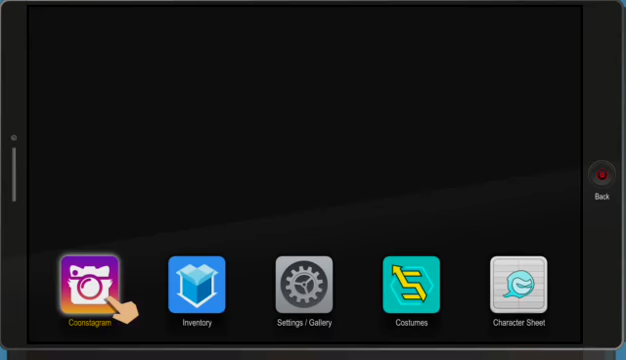 Back
Coonstagram
Inventory
Settings / Gallery
Costumes
Character Sheet